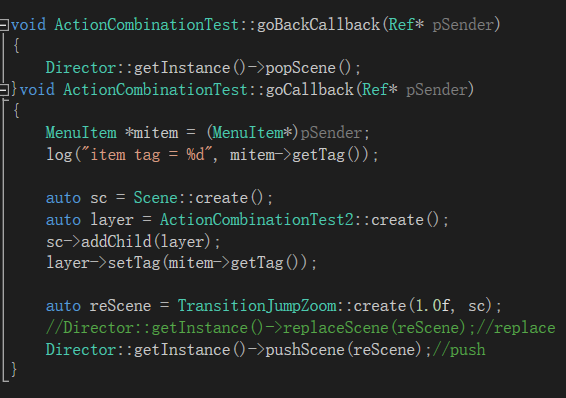 void ActionCombinationTest::goBackCallback(Ref* pSender)
{
Director::getInstance()->popScene();
}void ActionCombinationTest::goCallback(Ref* pSender)
{
MenuItem *mitem = (MenuItem*)pSender;
log("item tag = %d", mitem->getTag());
auto sc = Scene::create();
auto layer = ActionCombinationTest2::create();
sc->addChild(layer);
layer->setTag(mitem->getTag());
auto reScene = TransitionJumpZoom::create(1.0f, sc);
//Director::getInstance()->replaceScene(reScene);//replace
Director::getInstance()->pushScene(reScene);//push
}